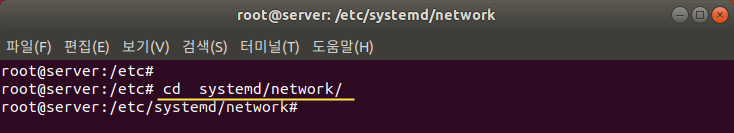 root@server: /etc/systemd/network
파일(F) 편집(E) 보기(V) 검색(S) 터미널(T) 도움말(H)
root@server:/etc#
root@server:/etc# cd  systemd/network/
root@server:/etc/systemd/network#